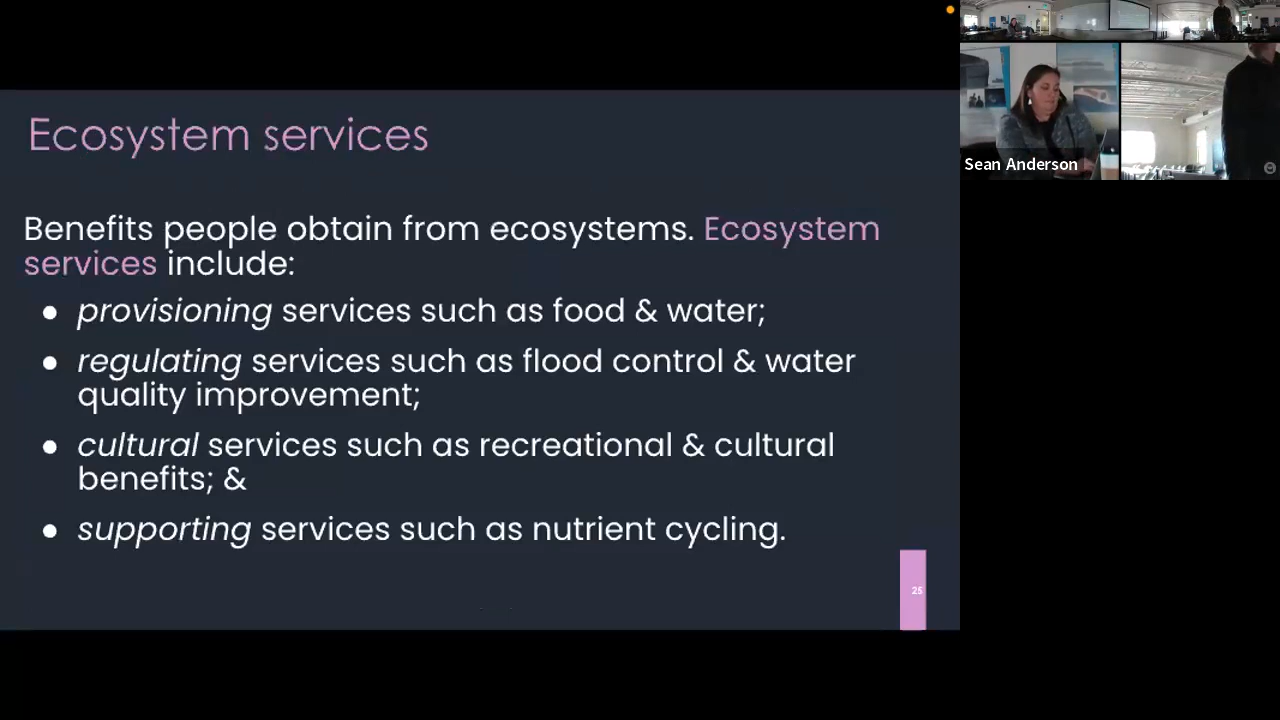 Ecosystem services
Benefits people obtain from ecosystems. Ecosystem
services include:
● provisioning services such as food & water;
● regulating services such as flood control & water
quality improvement;
● cultural services such as recreational & cultural
benefits; &
● supporting services such as nutrient cycling.
25
Sean Anderson